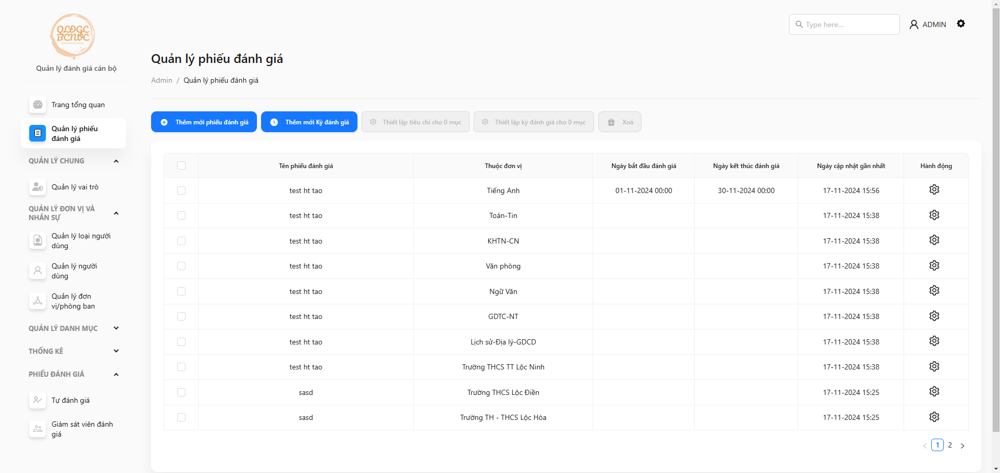 QLĐGC
BCNVC
Quản lý đánh giá cán bộ
Trang tổng quan
Quản lý phiếu
đánh giá
QUẢN LÝ CHUNG
Quản lý vai trò
QUẢN LÝ ĐƠN VỊ VÀ
NHÂN SỰ
Quản lý loại người
dùng
Quản lý người
dùng
Quản lý đơn
vị/phòng ban
QUẢN LÝ DANH MỤC
THỐNG KÊ
PHIẾU ĐÁNH GIÁ
Tự đánh giá
Giám sát viên đánh
giá
Type here...
ADMIN
Quản lý phiếu đánh giá
Admin / Quản lý phiếu đánh giá
Thêm mới phiếu đánh giá Thêm mới Kỳ đánh giá Thiết lập tiêu chí cho 0 mục Thiết lập kỳ đánh giá cho 0 mục Xoá
Tên phiếu đánh giá Thuộc đơn vị Ngày bắt đầu đánh giá Ngày kết thúc đánh giá Ngày cập nhật gần nhất Hành động
test ht tao Tiếng Anh 01-11-2024 00:00 30-11-2024 00:00 17-11-2024 15:56
test ht tao Toán-Tin 17-11-2024 15:38
test ht tao KHTN-CN 17-11-2024 15:38
test ht tao Văn phòng 17-11-2024 15:38
test ht tao Ngữ Văn 17-11-2024 15:38
test ht tao GDTC-NT 17-11-2024 15:38
test ht tao Lịch sử-Địa lý-GDCD 17-11-2024 15:38
test ht tao Trường THCS TT Lộc Ninh 17-11-2024 15:38
sasd Trường THCS Lộc Điền 17-11-2024 15:25
sasd Trường TH - THCS Lộc Hòa 17-11-2024 15:25
1 2